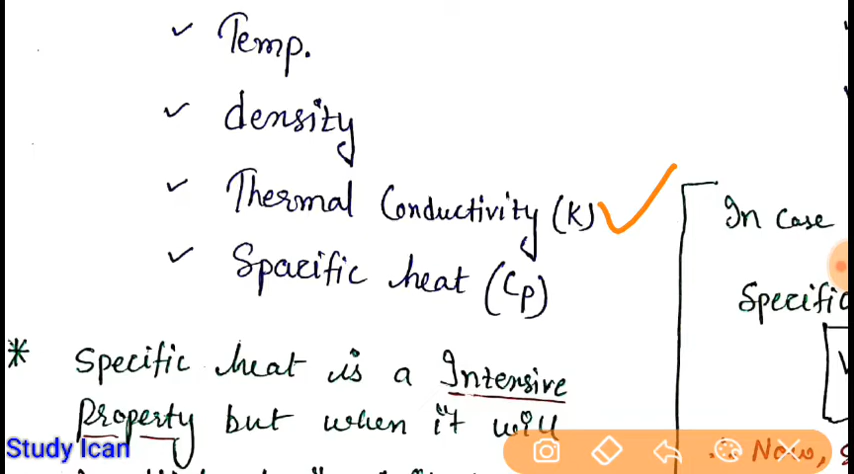 ✓ Temp.
✓ density
✓ Thermal Conductivity (K) ✓
✓ Spacific heat (Cp)
* Specific heat is a Intensive
Property but when it will
In Case
Specific
Study Ican
∴ Now,